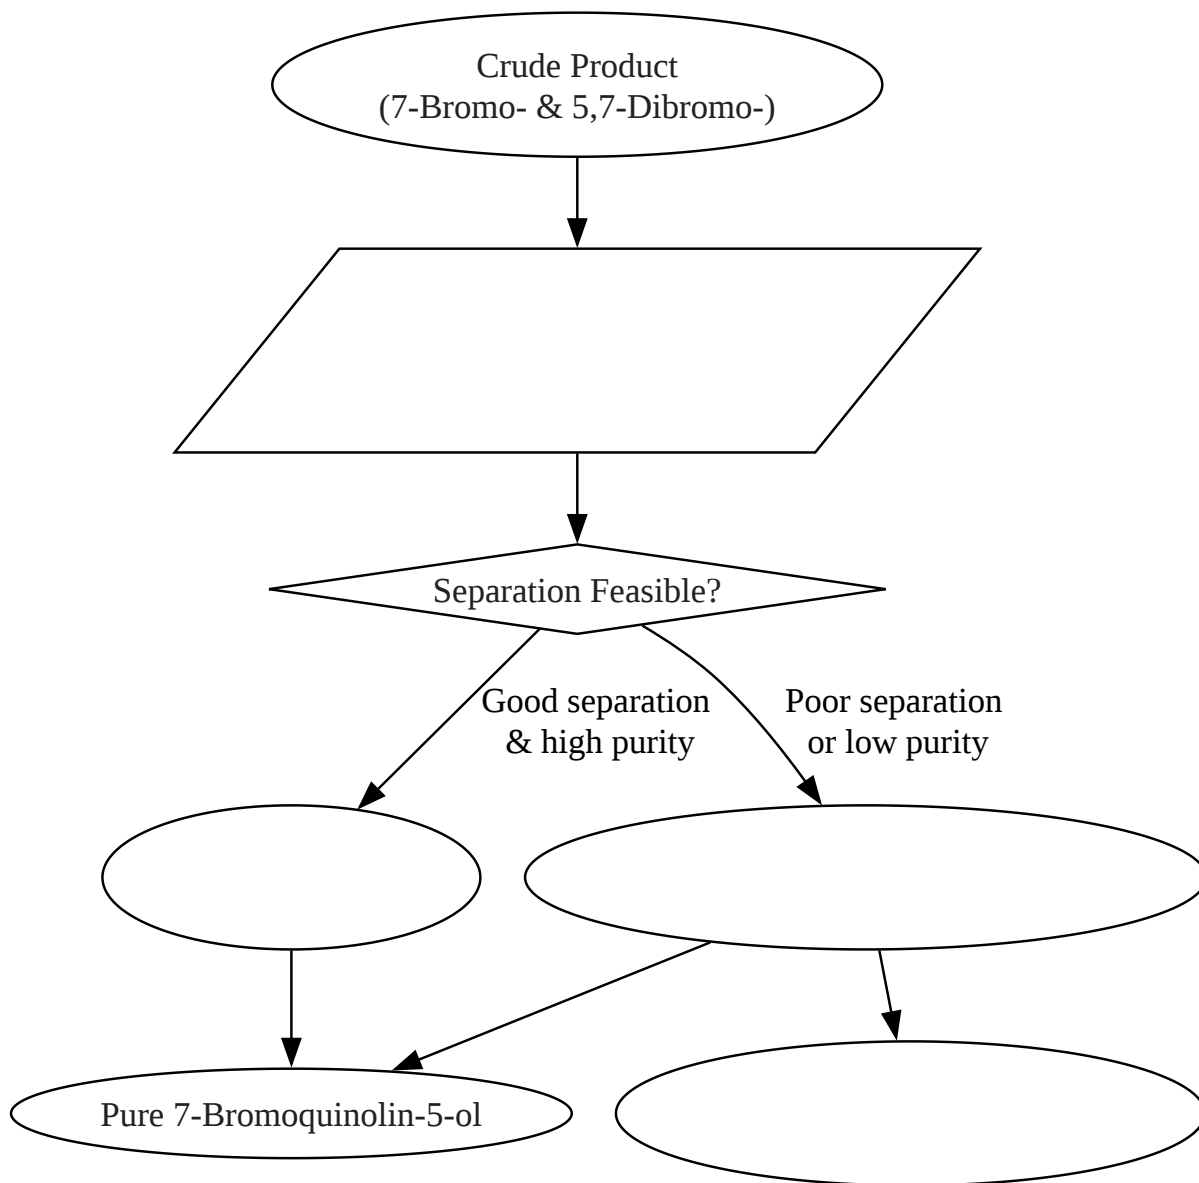 Crude Product
(7-Bromo- & 5,7-Dibromo-)
Separation Feasible?
Good separation
& high purity
Poor separation
or low purity
Pure 7-Bromoquinolin-5-ol